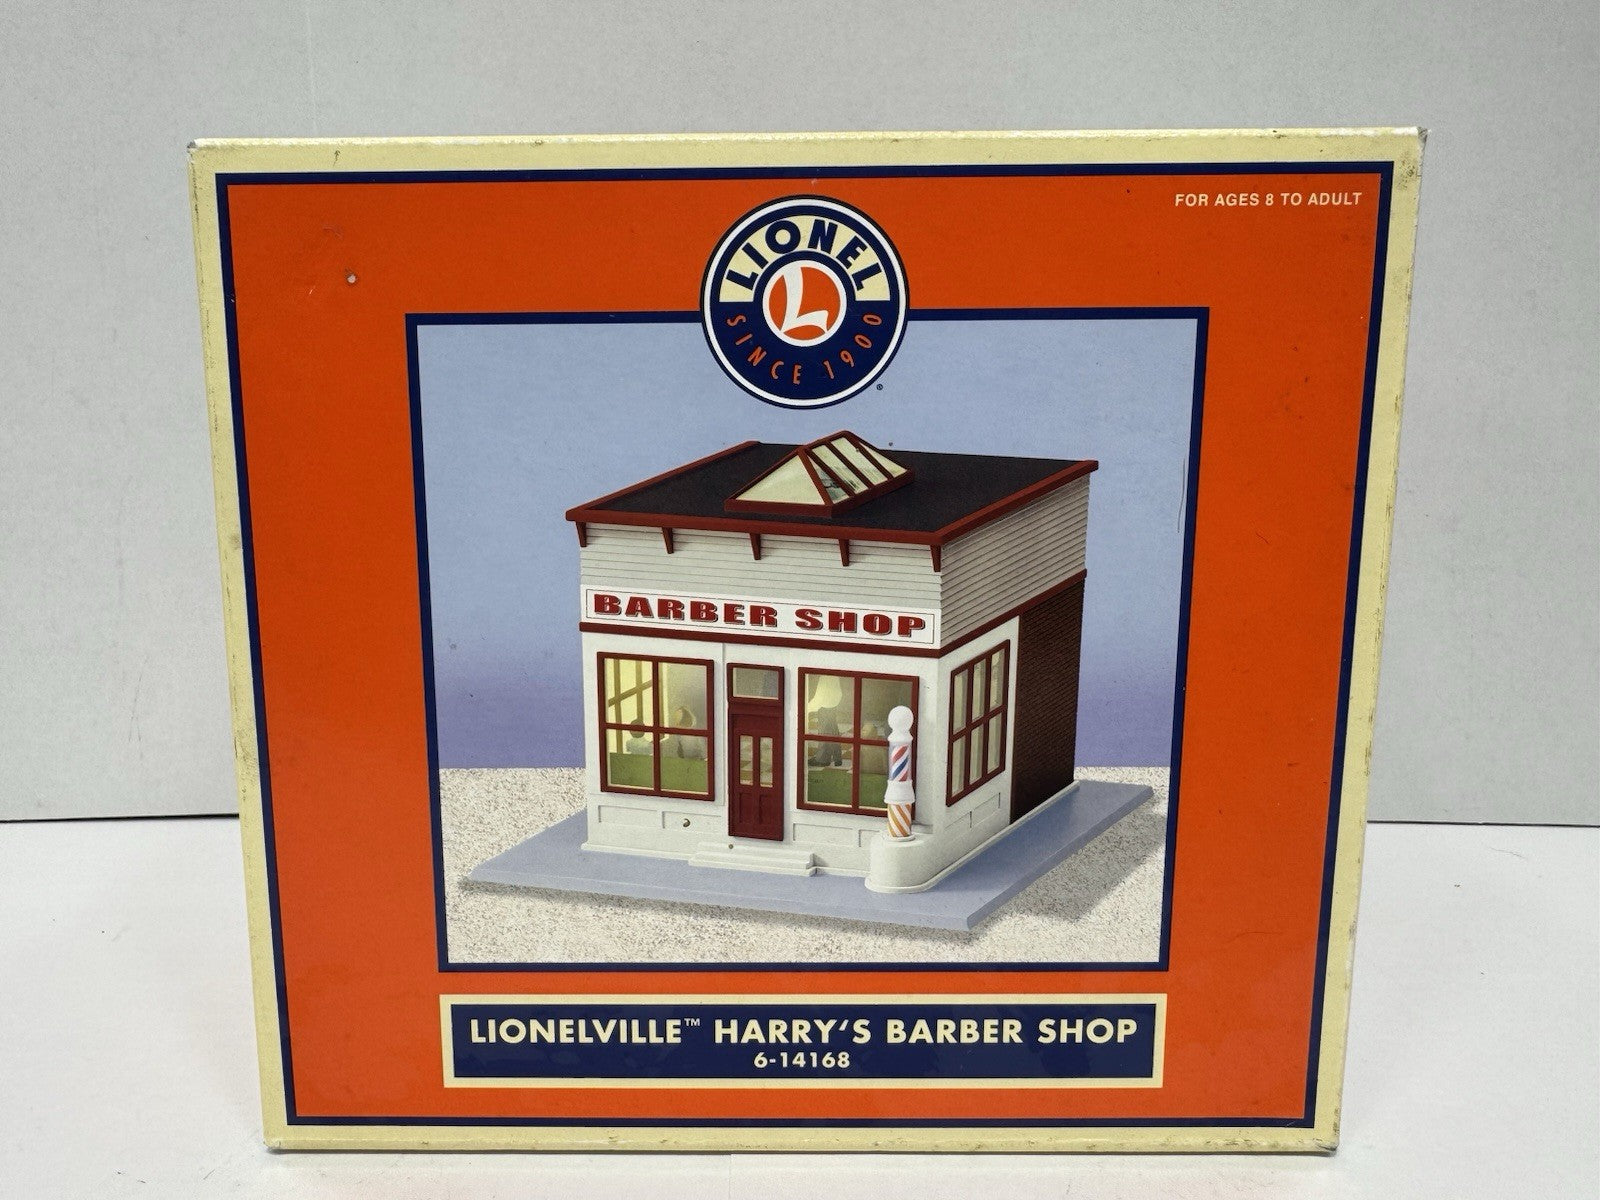 FOR AGES 8 TO ADULT
LIONEL
L
SINCE 1900
®
BARBER SHOP
LIONELVILLE™ HARRY'S BARBER SHOP
6-14168